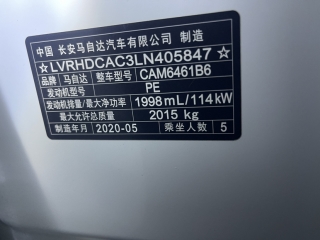 中国 长安马自达汽车有限公司 制造
☆LVRHDCAC3LN405847☆
品牌 马自达 整车型号 CAM6461B6
发动机型号 PE
发动机排量/最大净功率 1998mL/114kW
最大允许总质量 2015 kg
制造年月 2020-05 乘坐人数 5